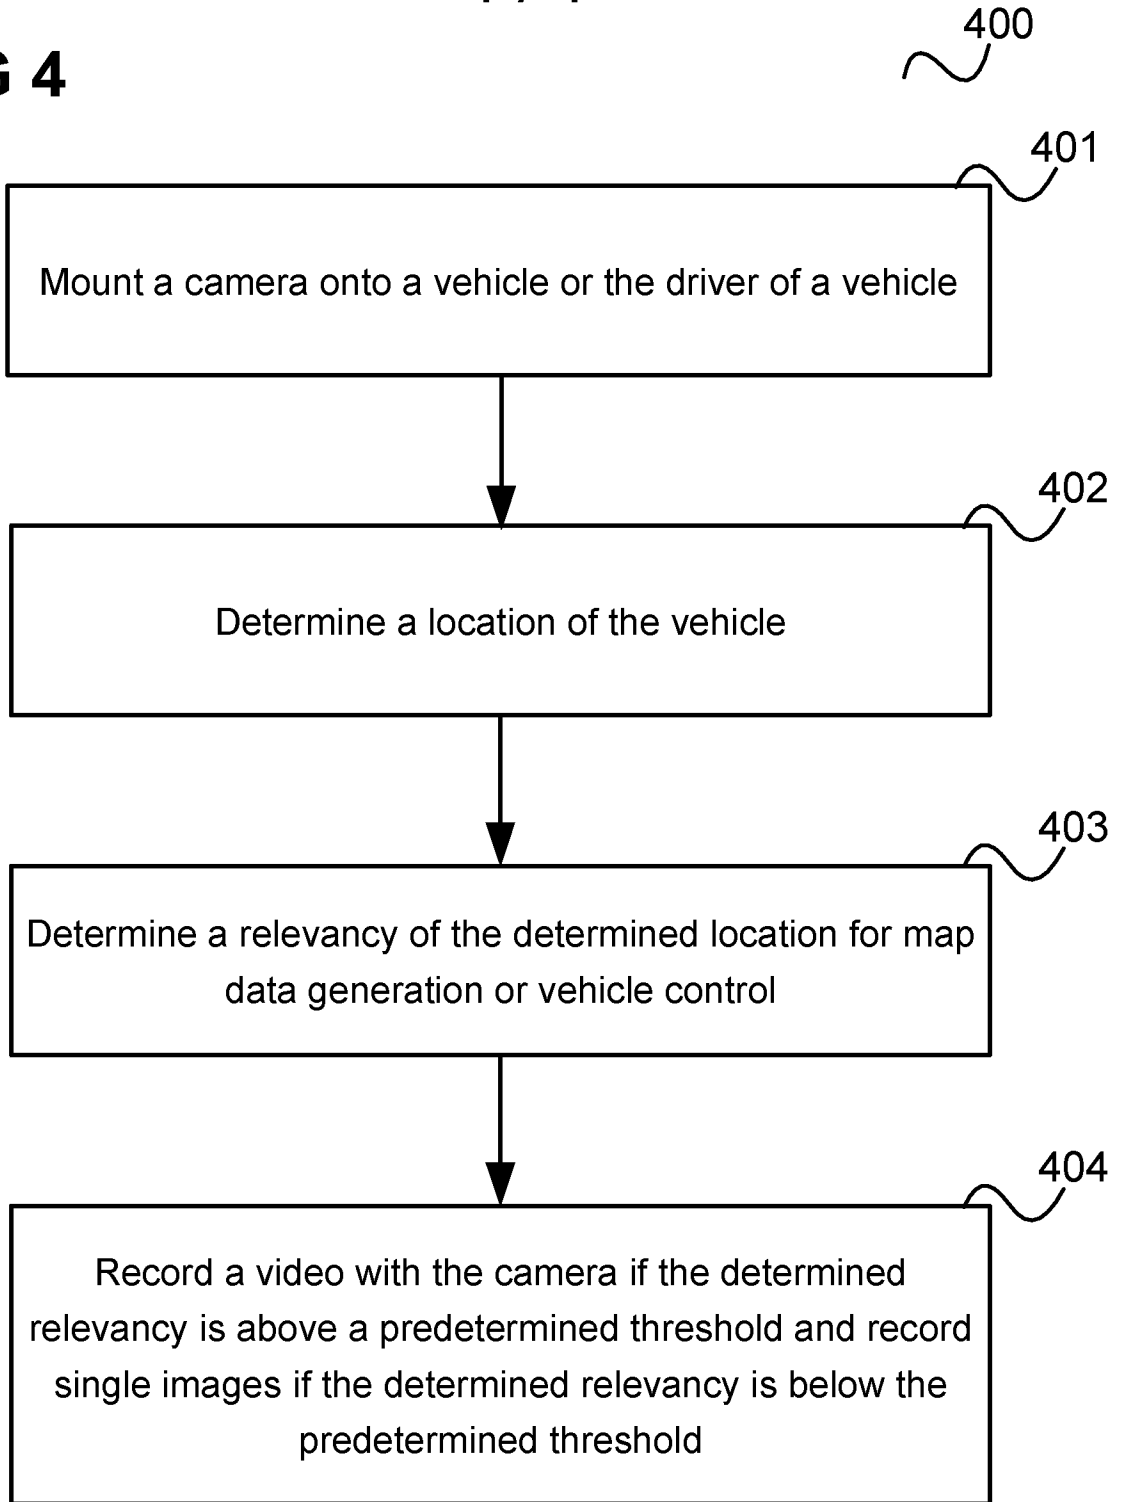 400
G 4
401
Mount a camera onto a vehicle or the driver of a vehicle
402
Determine a location of the vehicle
403
Determine a relevancy of the determined location for map
data generation or vehicle control
404
Record a video with the camera if the determined
relevancy is above a predetermined threshold and record
single images if the determined relevancy is below the
predetermined threshold